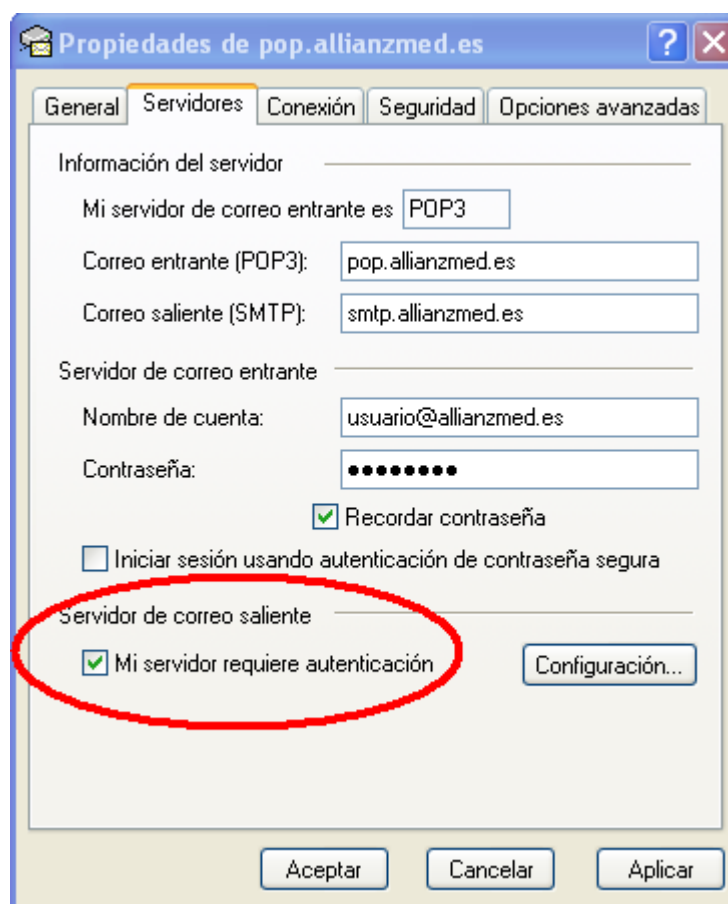 Propiedades de pop.allianzmed.es
General Servidores Conexión Seguridad Opciones avanzadas
Información del servidor
Mi servidor de correo entrante es POP3
Correo entrante (POP3): pop.allianzmed.es
Correo saliente (SMTP): smtp.allianzmed.es
Servidor de correo entrante
Nombre de cuenta: usuario@allianzmed.es
Contraseña: ●●●●●●●●
Recordar contraseña
Iniciar sesión usando autenticación de contraseña segura
Servidor de correo saliente
Mi servidor requiere autenticación Configuración...
Aceptar Cancelar Aplicar